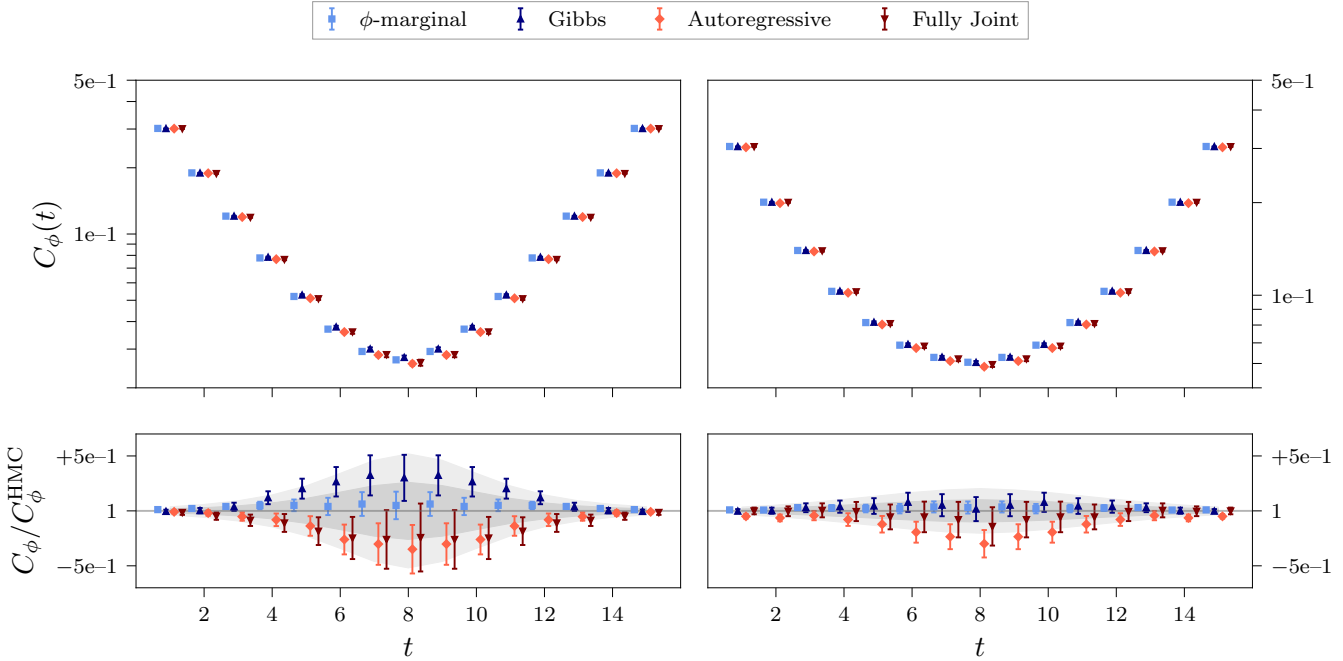 ϕ-marginal Gibbs Autoregressive Fully Joint
5e–1 5e–1
C_ϕ(t)
1e–1
1e–1
C_ϕ/C_ϕ^HMC
+5e–1 +5e–1
1 1
−5e–1 −5e–1
2 4 6 8 10 12 14 2 4 6 8 10 12 14
t t